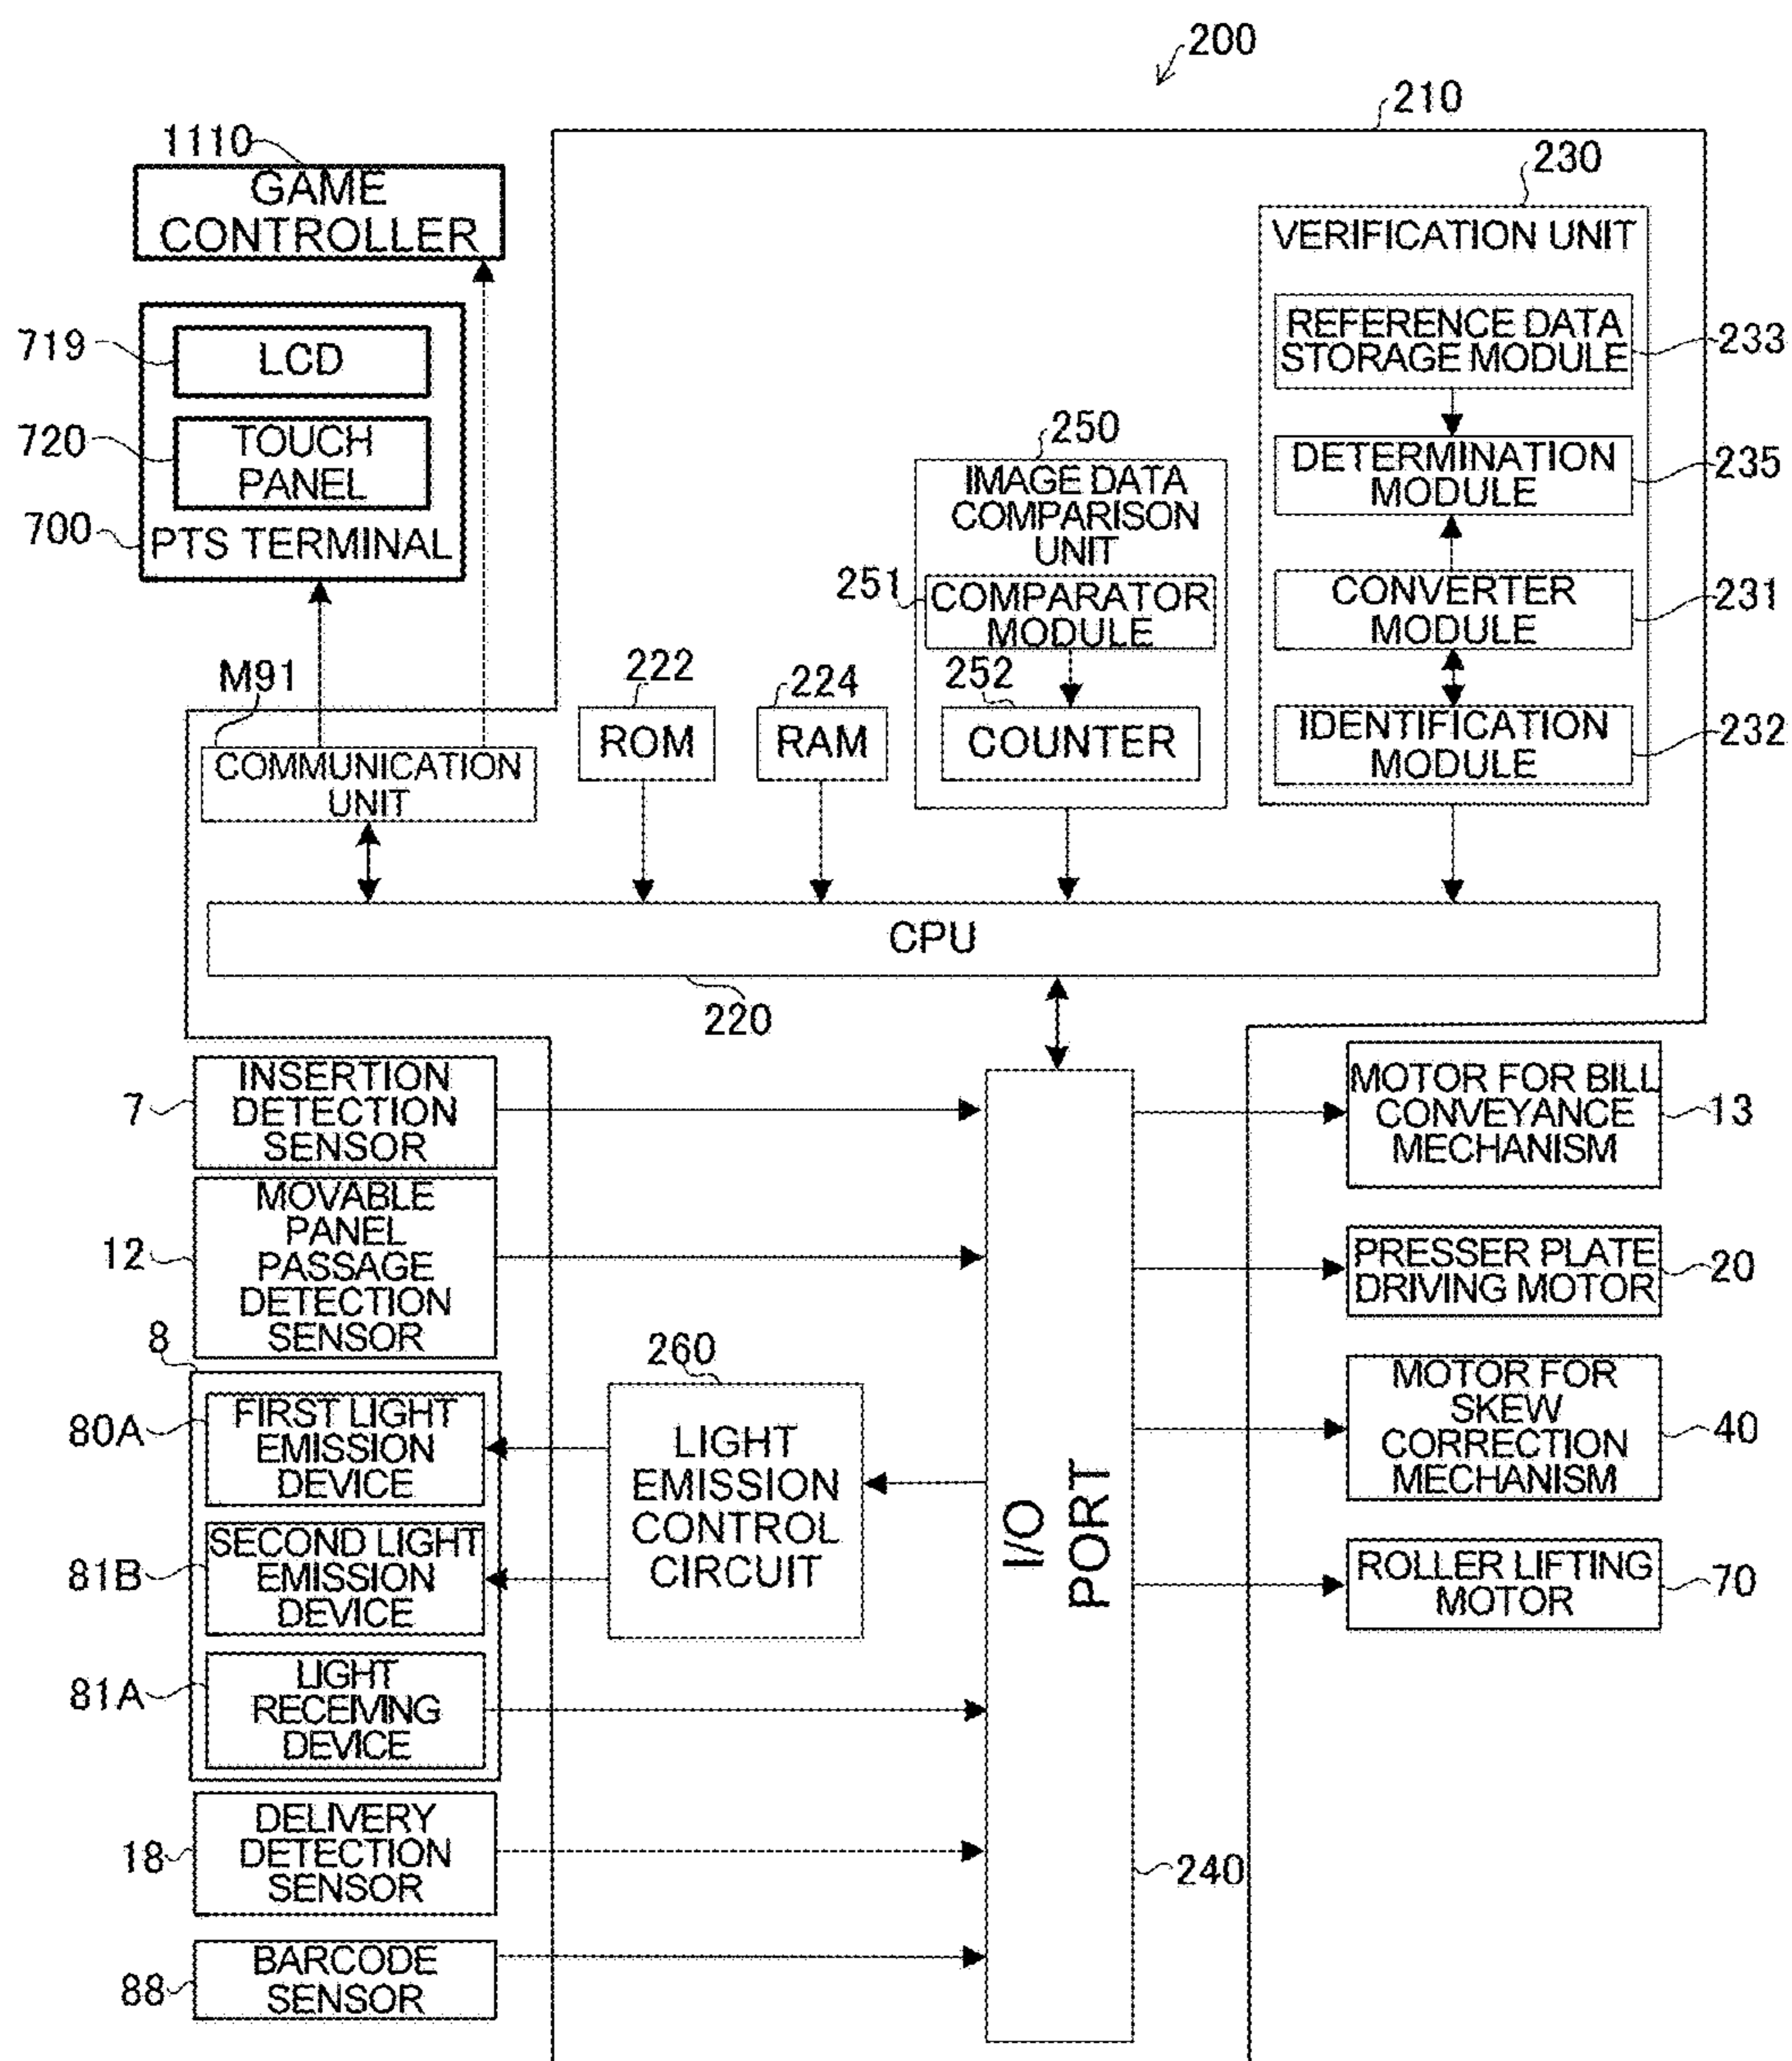 200
210
1110
GAME
CONTROLLER
719
LCD
720
TOUCH
PANEL
700
PTS TERMINAL
230
VERIFICATION UNIT
REFERENCE DATA
STORAGE MODULE
233
DETERMINATION
MODULE
235
CONVERTER
MODULE
231
IDENTIFICATION
MODULE
232
250
IMAGE DATA
COMPARISON
UNIT
251
COMPARATOR
MODULE
252
COUNTER
M91
COMMUNICATION
UNIT
222
ROM
224
RAM
CPU
220
7
INSERTION
DETECTION
SENSOR
12
MOVABLE
PANEL
PASSAGE
DETECTION
SENSOR
8
80A
FIRST LIGHT
EMISSION
DEVICE
81B
SECOND LIGHT
EMISSION
DEVICE
81A
LIGHT
RECEIVING
DEVICE
18
DELIVERY
DETECTION
SENSOR
88
BARCODE
SENSOR
260
LIGHT
EMISSION
CONTROL
CIRCUIT
I/O
PORT
240
MOTOR FOR BILL
CONVEYANCE
MECHANISM
13
PRESSER PLATE
DRIVING MOTOR
20
MOTOR FOR
SKEW
CORRECTION
MECHANISM
40
ROLLER LIFTING
MOTOR
70